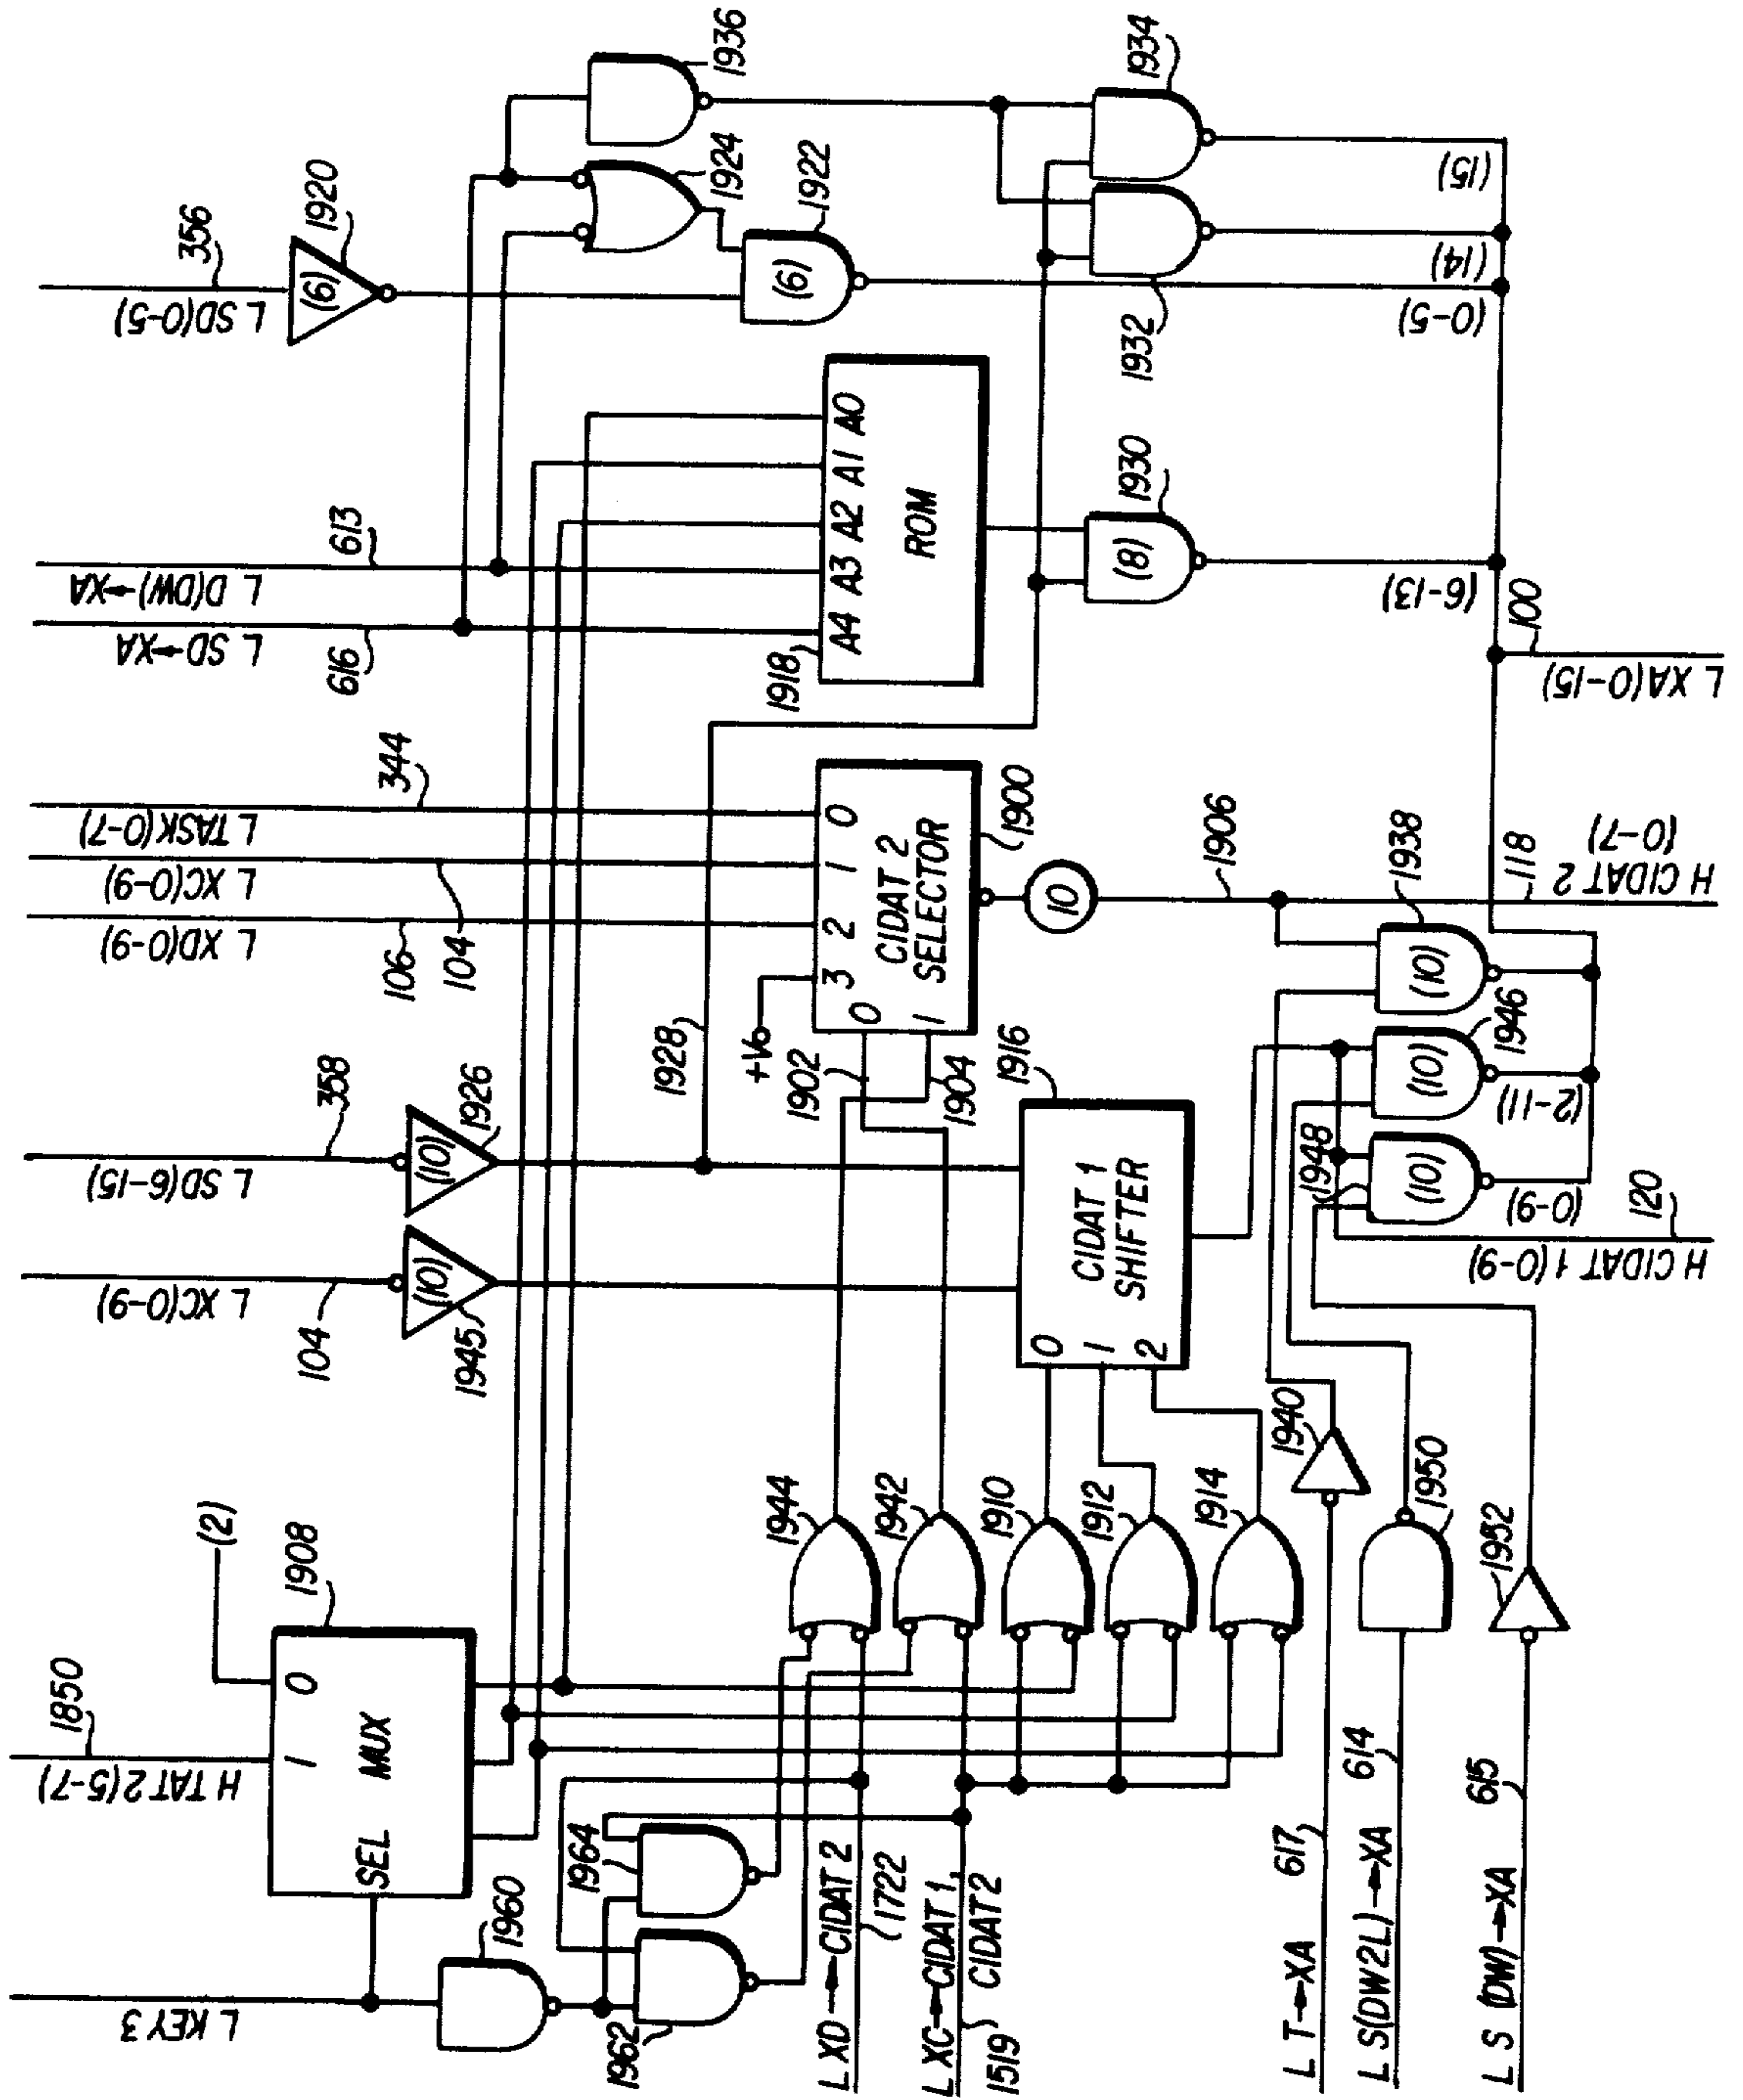 L KEY 3
H TAT 2 (5-7)
1850
(2)
1908
1
0
MUX
SEL
1960
1962
1964
L XD→CIDAT 2
1722
L XC→CIDAT 1,
CIDAT 2
1519
L T→XA
617
L S(DW2L)→XA
614
L S (DW)→XA
615
1944
1942
1910
1912
1914
1940
1950
1952
L XC(0-9)
104
(10)
1945
L SD(6-15)
358
(10)
1926
1928
CIDAT 1
SHIFTER
0
1
2
1916
+V
L XD(0-9)
106
L XC(0-9)
104
L TASK(0-7)
344
3
2
1
0
0
1
CIDAT 2
SELECTOR
1900
1902
1904
10
1906
(10)
1938
(10)
1946
(2-11)
(10)
1948
(0-9)
120
H CIDAT 1 (0-9)
118
H CIDAT 2
(0-7)
L SD→XA
616
L D(DW)→XA
613
A4 A3 A2 A1 A0
ROM
1918
(8)
1930
(6-13)
100
L XA(0-15)
L SD(0-5)
356
(6)
1920
1924
1936
(6)
1922
(0-5)
1932
(14)
1934
(15)